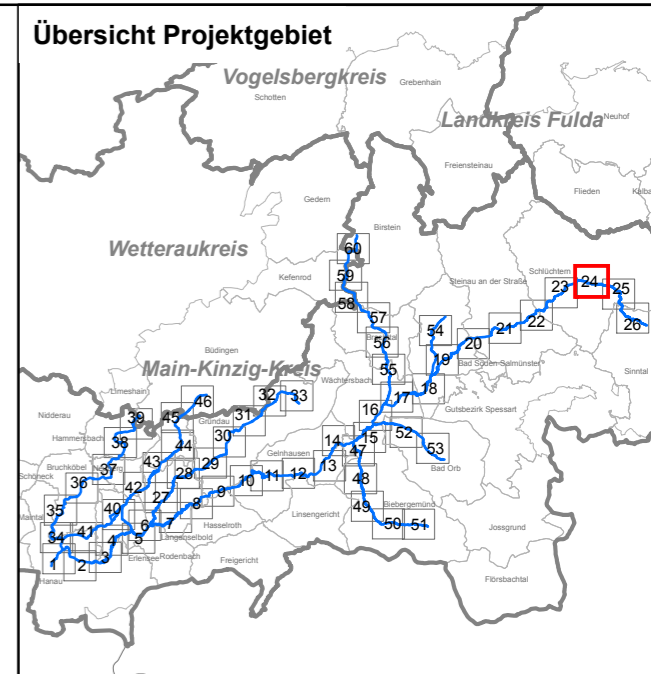 Übersicht Projektgebiet
Vogelsbergkreis
Grebenhain
Schotten
Landkreis Fulda
Neuhof
Freiensteinau
Flieden
Gedern
Birstein
Wetteraukreis
60
Kefenrod
59
Schlüchtern
24
Steinau an der Straße
23
25
58
57
54
22
26
21
56
20
Büdingen
19
Bad Soden-Salmünster
Sinntal
Main-Kinzig-Kreis
55
Wächtersbach
18
Limeshain
46
32
33
17
Gutsbezirk Spessart
Nidderau
45
31
16
39
Gründau
Hammersbach
38
30
14
15
52
44
Gelnhausen
47
53
Bruchköbel
37
43
29
13
Bad Orb
Schöneck
36
28
10
11
12
48
42
9
Linsengericht
27
8
49
Biebergemünd
35
40
Hasselroth
50
51
Maintal
6
7
Jossgrund
34
41
Langenselbold
4
5
Erlensee
Rodenbach
Freigericht
1
2
3
Flörsbachtal
Hanau